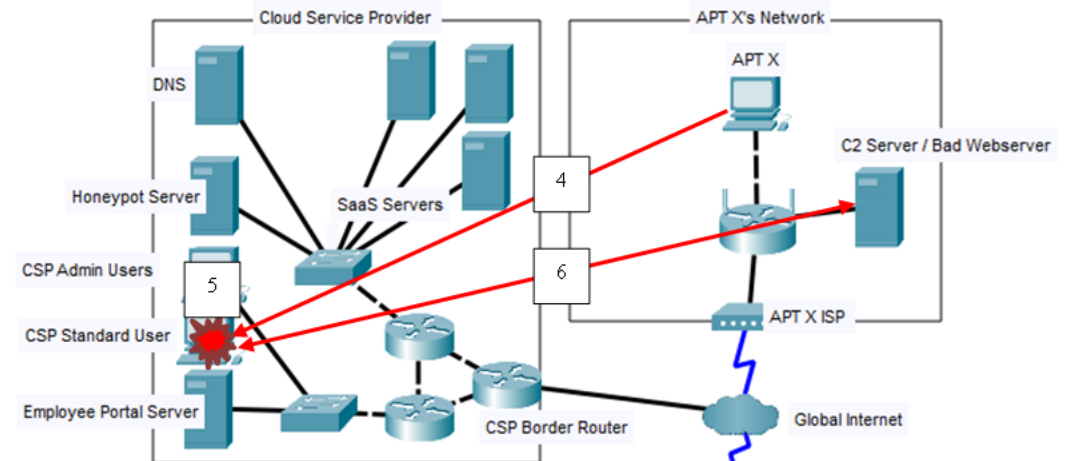 Cloud Service Provider
APT X's Network
DNS
APT X
C2 Server / Bad Webserver
4
Honeypot Server
SaaS Servers
CSP Admin Users
5
6
CSP Standard User
APT X ISP
Employee Portal Server
CSP Border Router
Global Internet